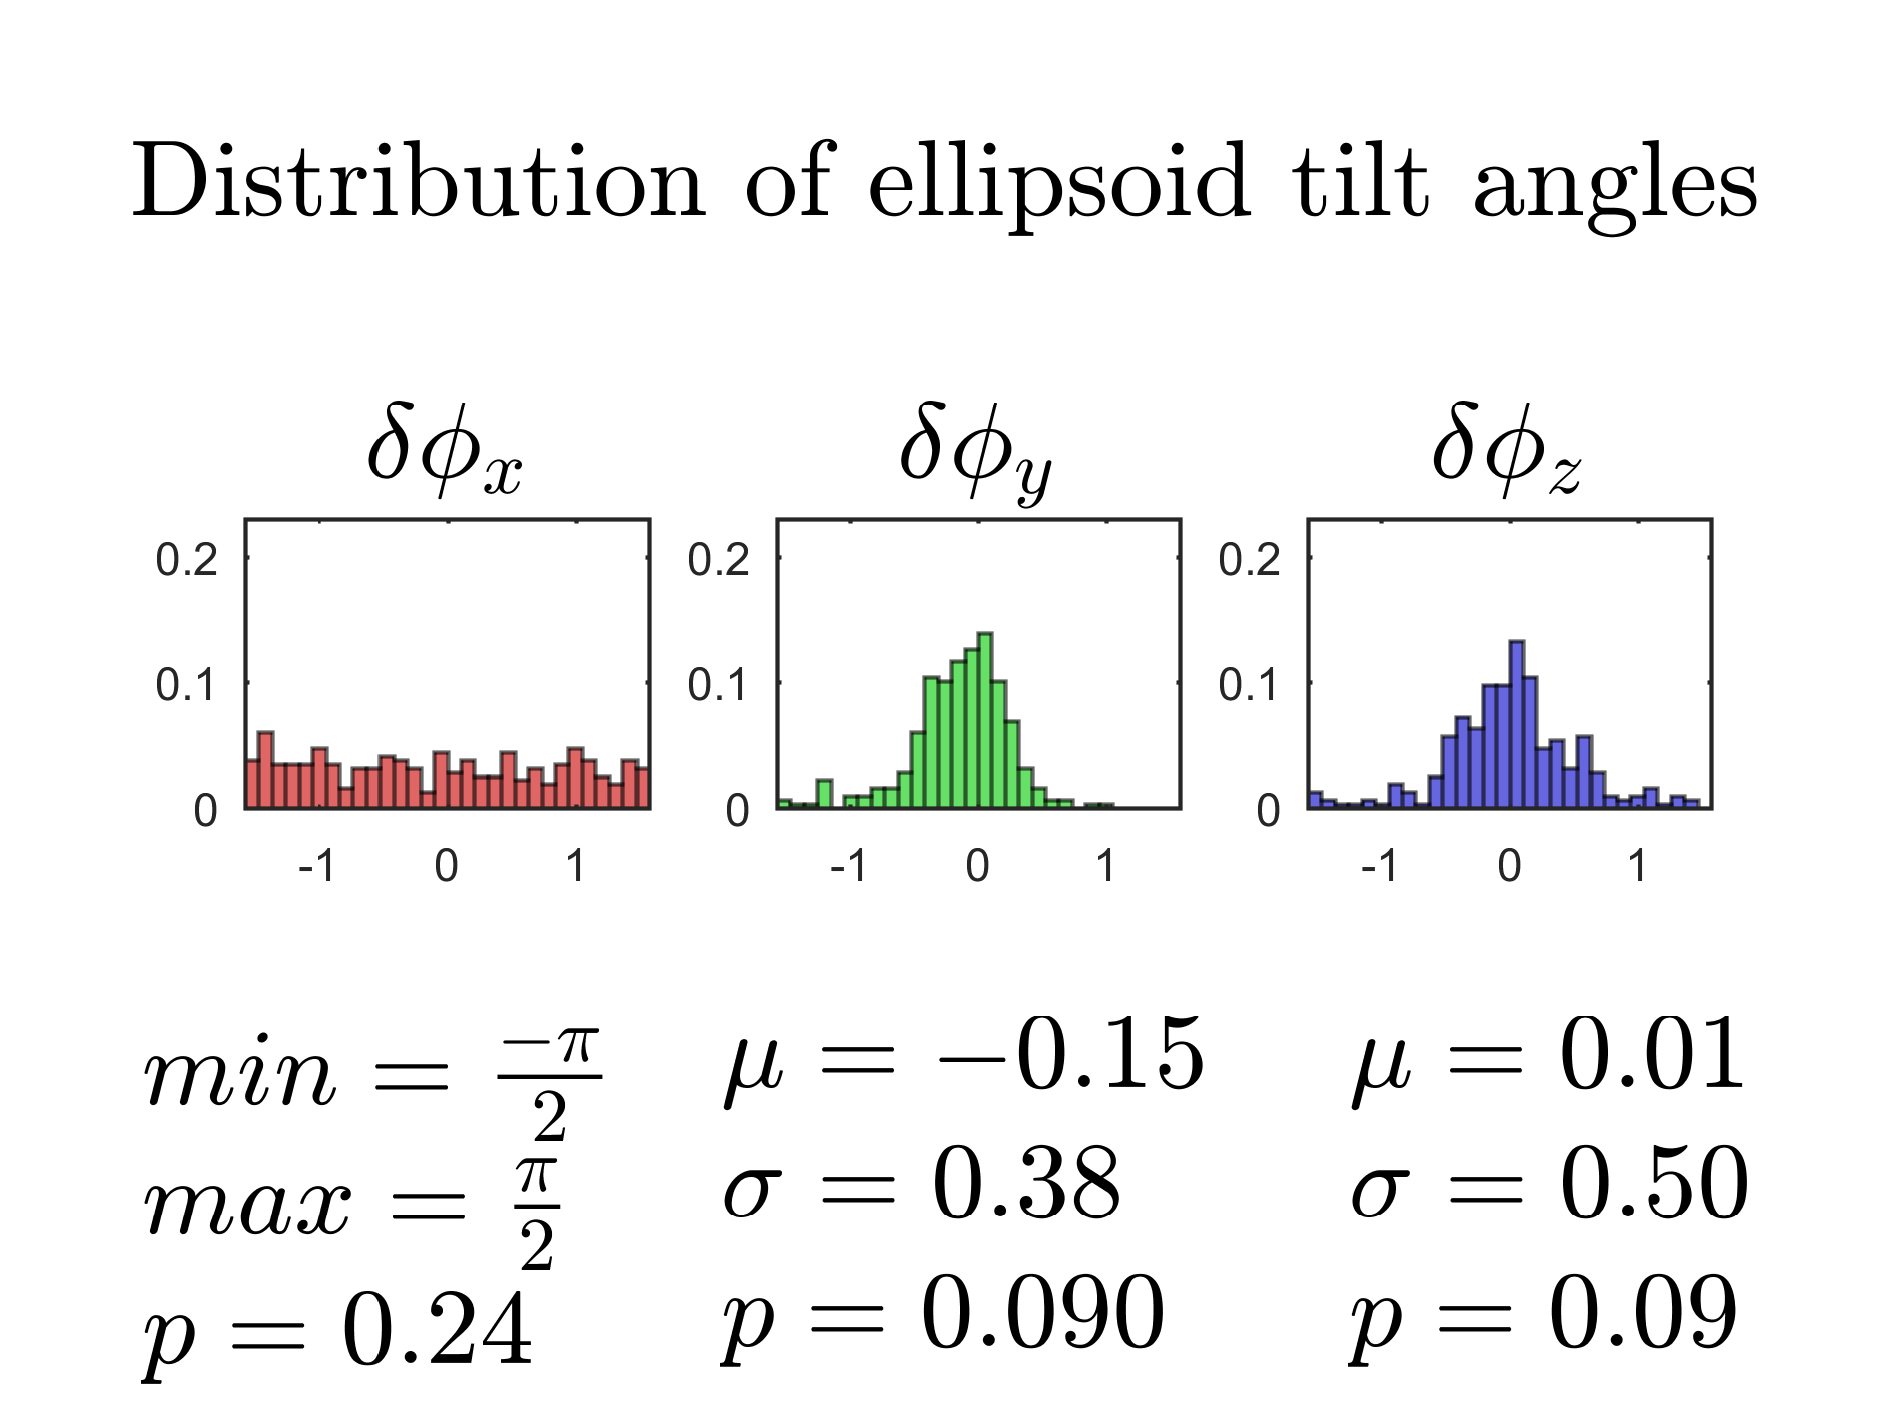 Distribution of ellipsoid tilt angles
δϕx δϕy δϕz
0.2 0.2 0.2
0.1 0.1 0.1
0 0 0
-1 0 1 -1 0 1 -1 0 1
min = −π/2 μ = −0.15 μ = 0.01
max = π/2 σ = 0.38 σ = 0.50
p = 0.24 p = 0.090 p = 0.09